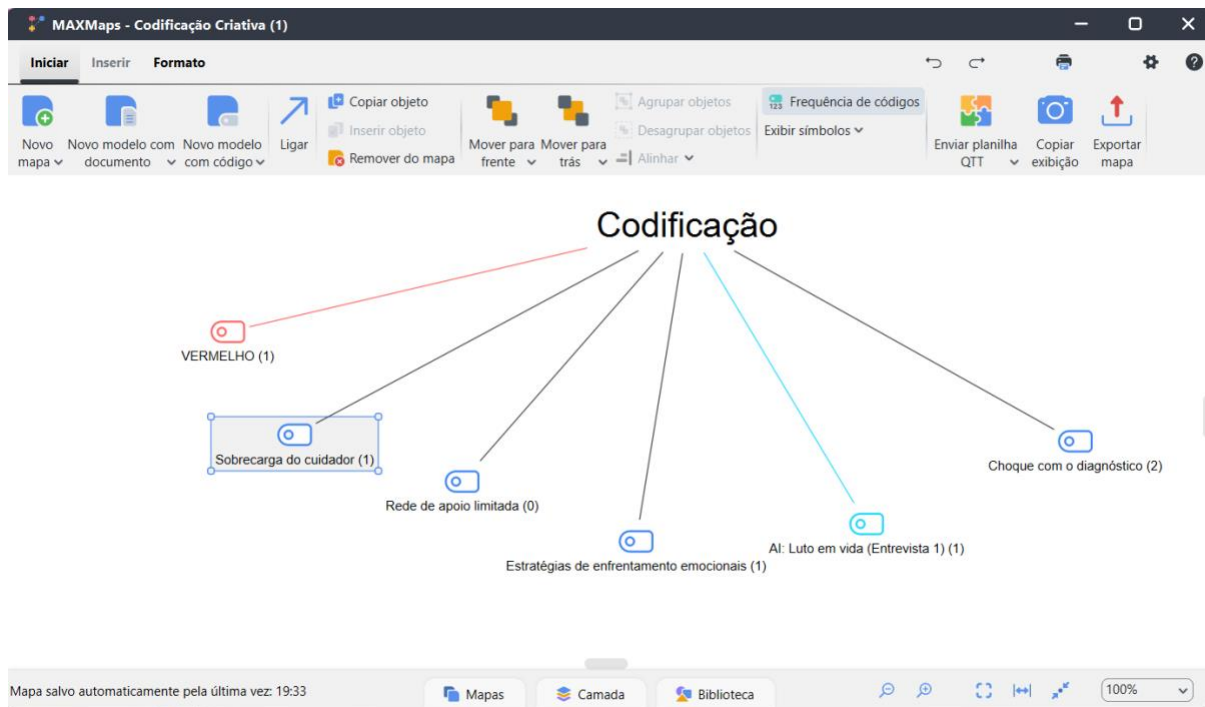 MAXMaps - Codificação Criativa (1)
Iniciar Inserir Formato
Novo mapa
Novo modelo com documento
Novo modelo com código
Ligar
Copiar objeto
Inserir objeto
Remover do mapa
Mover para frente
Mover para trás
Agrupar objetos
Desagrupar objetos
Alinhar
123 Frequência de códigos
Exibir símbolos
Enviar planilha QTT
Copiar exibição
Exportar mapa
Codificação
VERMELHO (1)
Sobrecarga do cuidador (1)
Choque com o diagnóstico (2)
Rede de apoio limitada (0)
AI: Luto em vida (Entrevista 1) (1)
Estratégias de enfrentamento emocionais (1)
Mapa salvo automaticamente pela última vez: 19:33
Mapas
Camada
Biblioteca
100%